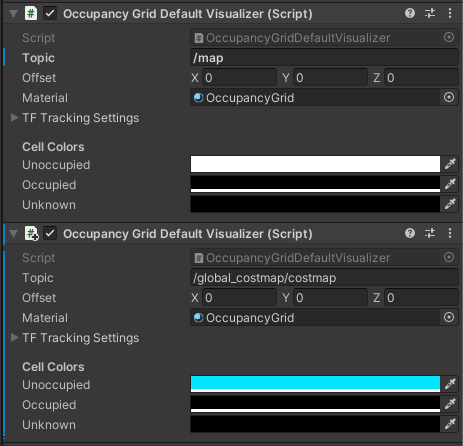 Occupancy Grid Default Visualizer (Script)
Script OccupancyGridDefaultVisualizer
Topic /map
Offset X 0 Y 0 Z 0
Material OccupancyGrid
TF Tracking Settings
Cell Colors
Unoccupied
Occupied
Unknown
Occupancy Grid Default Visualizer (Script)
Script OccupancyGridDefaultVisualizer
Topic /global_costmap/costmap
Offset X 0 Y 0 Z 0
Material OccupancyGrid
TF Tracking Settings
Cell Colors
Unoccupied
Occupied
Unknown